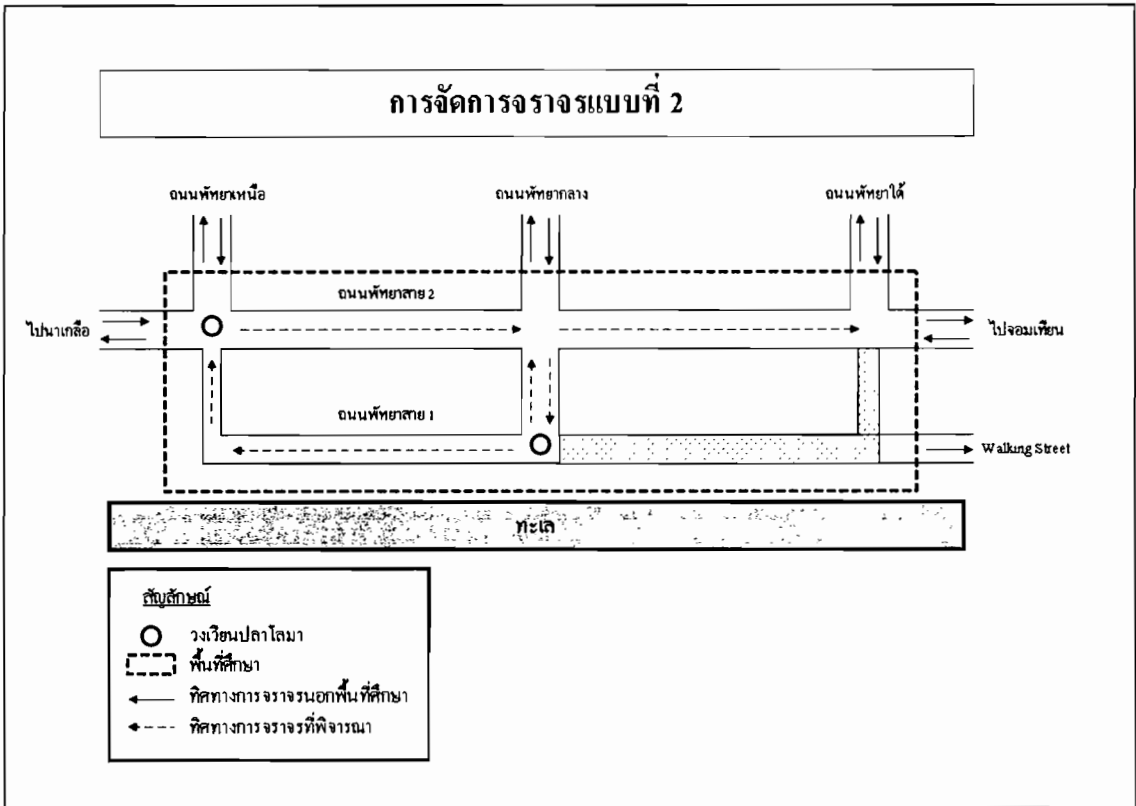 การจัดการจราจรแบบที่ 2
ถนนพัทยาเหนือ
ถนนพัทยากลาง
ถนนพัทยาใต้
ถนนพัทยาสาย 2
ไปนาเกลือ
ไปจอมเทียน
ถนนพัทยาสาย 1
Walking Street
ทะเล
สัญลักษณ์
วงเวียนปลาโลมา
พื้นที่ศึกษา
ทิศทางการจราจรนอกพื้นที่ศึกษา
ทิศทางการจราจรที่พิจารณา